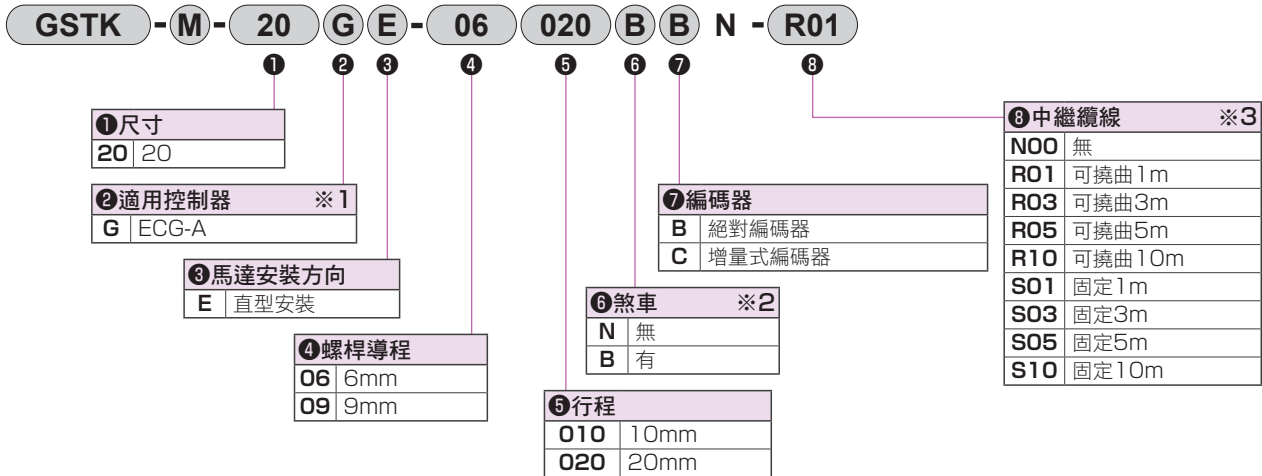 GSTK - M - 20 G E - 06 020 B B N - R01
❶ ❷ ❸ ❹ ❺ ❻ ❼ ❽
❶尺寸
20 20
❷適用控制器 ※1
G ECG-A
❸馬達安裝方向
E 直型安裝
❹螺桿導程
06 6mm
09 9mm
❺行程
010 10mm
020 20mm
❻煞車 ※2
N 無
B 有
❼編碼器
B 絕對編碼器
C 增量式編碼器
❽中繼纜線 ※3
N00 無
R01 可撓曲1m
R03 可撓曲3m
R05 可撓曲5m
R10 可撓曲10m
S01 固定1m
S03 固定3m
S05 固定5m
S10 固定10m